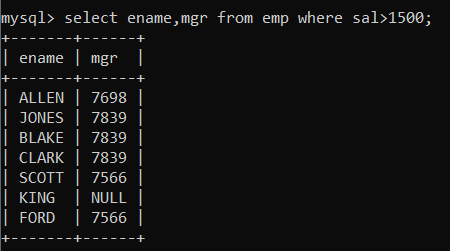 mysql> select ename,mgr from emp where sal>1500;
+-------+------+
| ename | mgr  |
+-------+------+
| ALLEN | 7698 |
| JONES | 7839 |
| BLAKE | 7839 |
| CLARK | 7839 |
| SCOTT | 7566 |
| KING  | NULL |
| FORD  | 7566 |
+-------+------+